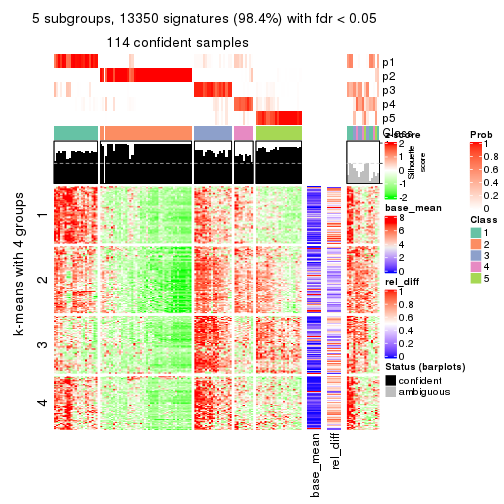 5 subgroups, 13350 signatures (98.4%) with fdr < 0.05
114 confident samples
p1
p2
p3
p4
p5
Class
Silhouette
score
k-means with 4 groups
1
2
3
4
base_mean
rel_diff
z-score
2
1
0
-1
-2
base_mean
8
6
4
2
0
rel_diff
1
0.8
0.6
0.4
0.2
0
Status (barplots)
confident
ambiguous
Prob
1
0.8
0.6
0.4
0.2
0
Class
1
2
3
4
5